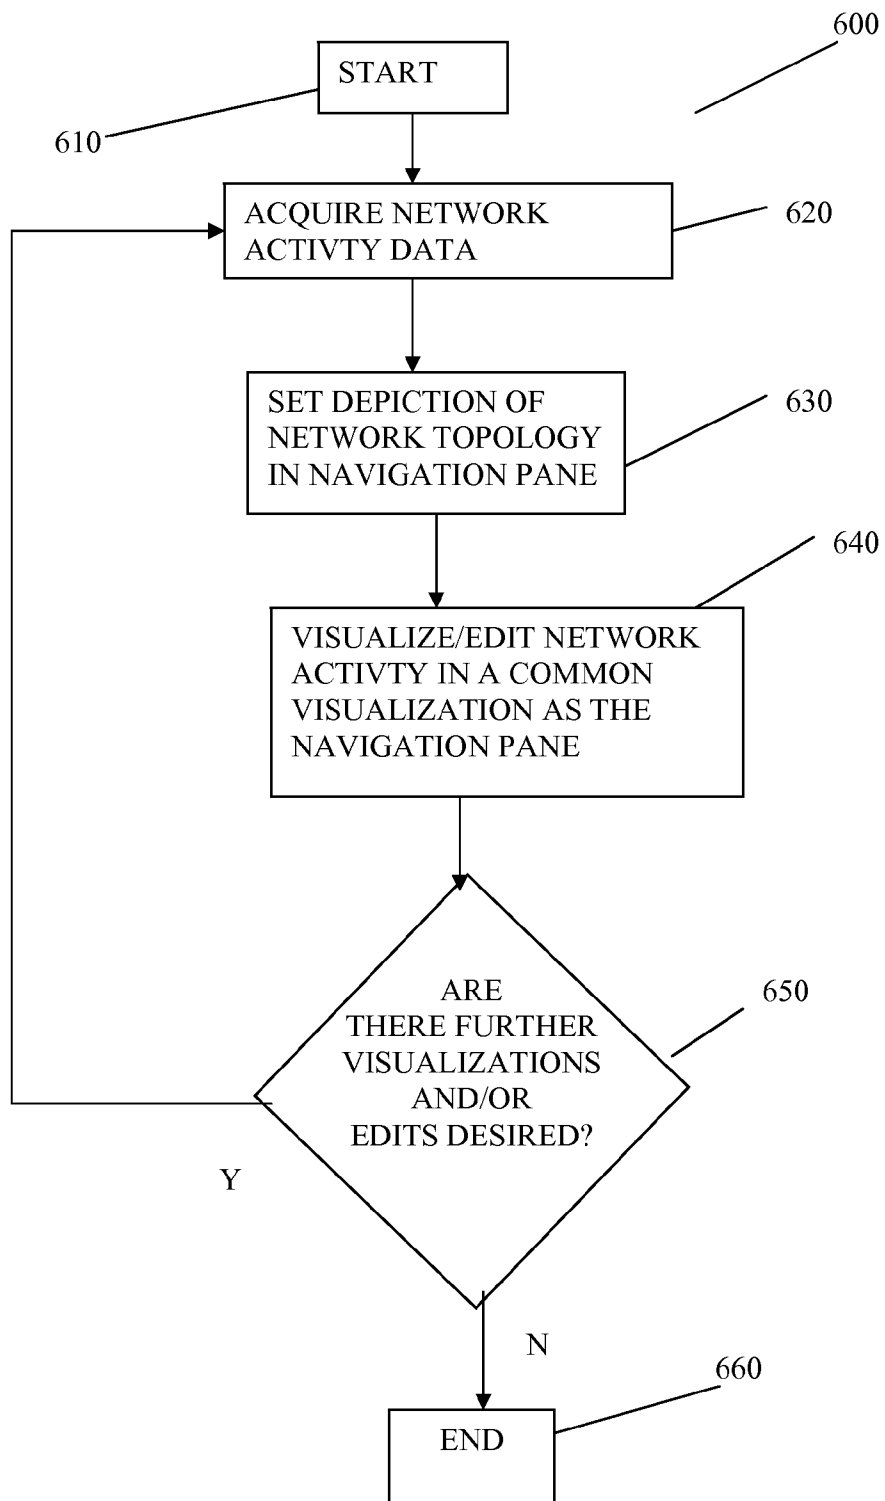 600
START
610
ACQUIRE NETWORK
ACTIVTY DATA
620
SET DEPICTION OF
NETWORK TOPOLOGY
IN NAVIGATION PANE
630
640
VISUALIZE/EDIT NETWORK
ACTIVTY IN A COMMON
VISUALIZATION AS THE
NAVIGATION PANE
ARE
THERE FURTHER
VISUALIZATIONS
AND/OR
EDITS DESIRED?
650
Y
N
660
END